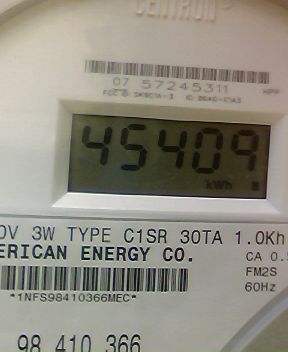 CENTRON®
07 57245311
45409
kWh
0V 3W TYPE C1SR 30TA 1.0Kh
ERICAN ENERGY CO.
CA 0.5
FM2S
60Hz
*1NFS98410366MEC*
98 410 366